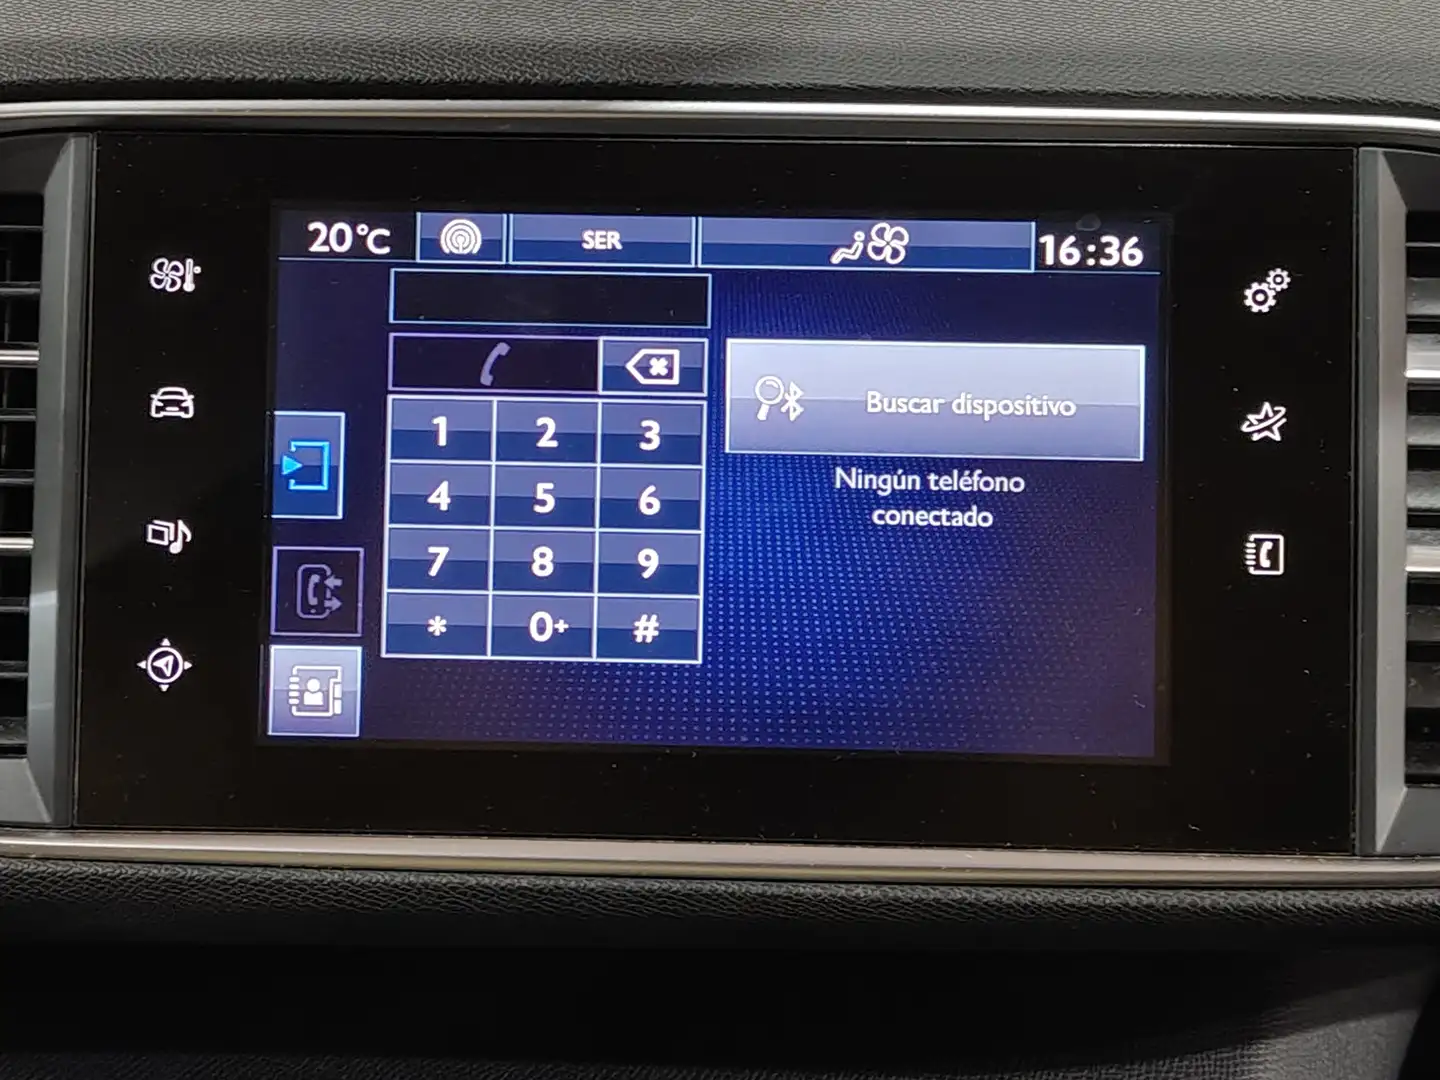 20°C
SER
16:36
Buscar dispositivo
Ningún teléfono
conectado
1 2 3
4 5 6
7 8 9
* 0+ #